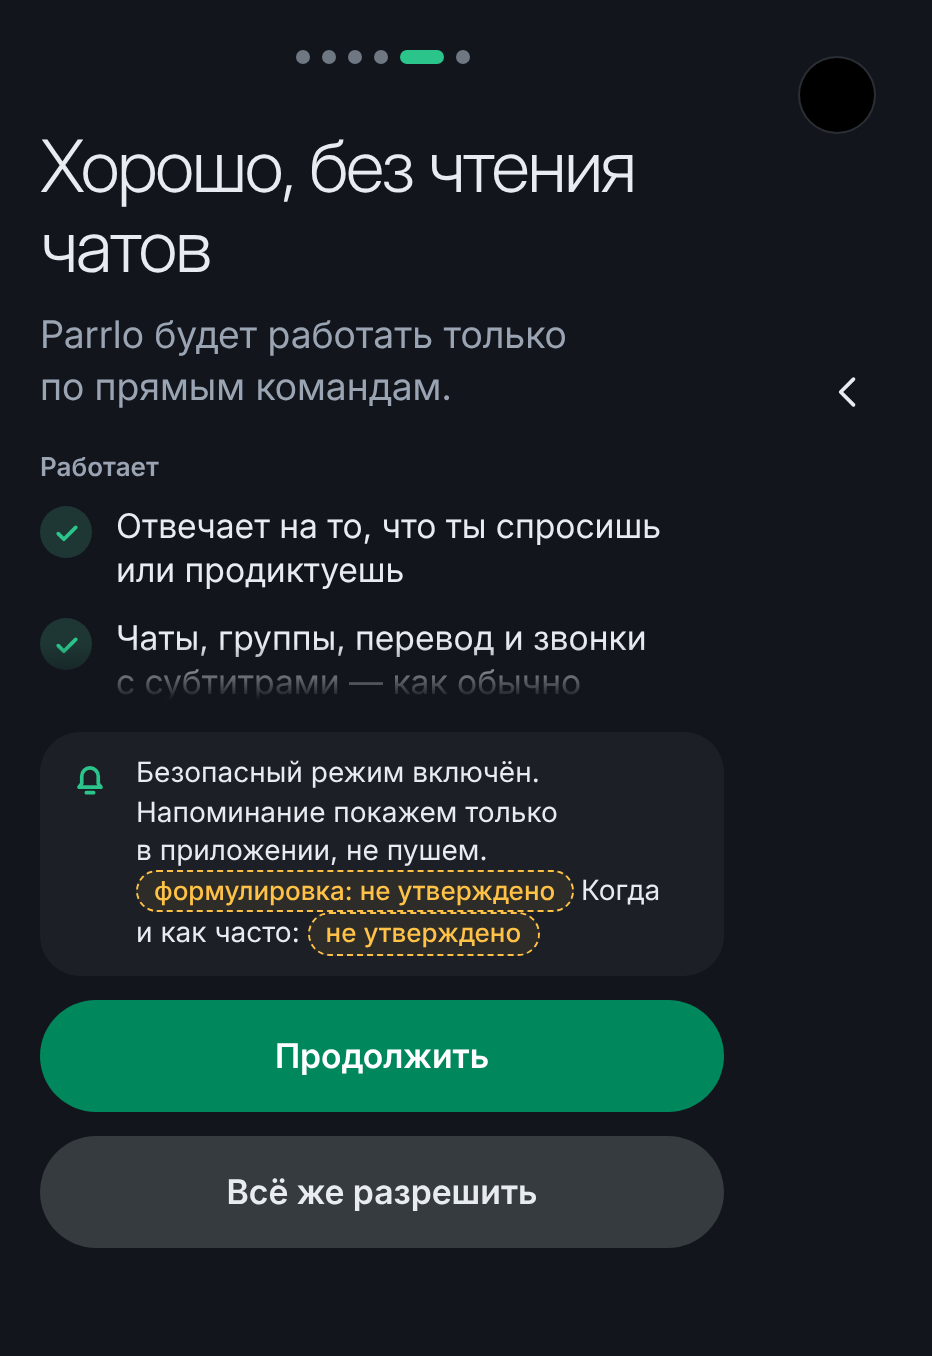 Хорошо, без чтения
чатов
Parrlo будет работать только
по прямым командам.
Работает
Отвечает на то, что ты спросишь
или продиктуешь
Чаты, группы, перевод и звонки
с субтитрами — как обычно
Безопасный режим включён.
Напоминание покажем только
в приложении, не пушем.
формулировка: не утверждено Когда
и как часто: не утверждено
Продолжить
Всё же разрешить